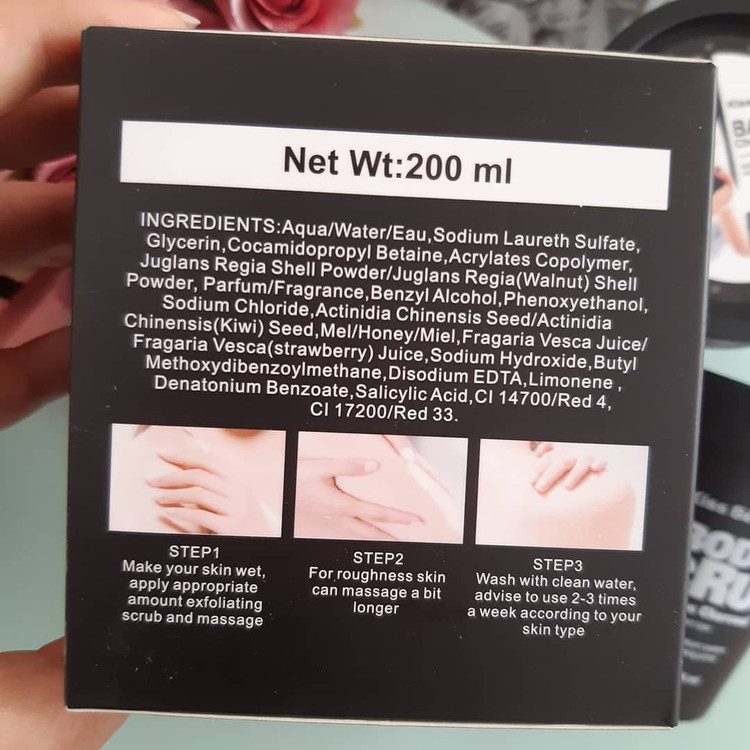 Net Wt:200 ml
INGREDIENTS:Aqua/Water/Eau,Sodium Laureth Sulfate,
Glycerin,Cocamidopropyl Betaine,Acrylates Copolymer,
Juglans Regia Shell Powder/Juglans Regia(Walnut) Shell
Powder, Parfum/Fragrance,Benzyl Alcohol,Phenoxyethanol,
Sodium Chloride,Actinidia Chinensis Seed/Actinidia
Chinensis(Kiwi) Seed,Mel/Honey/Miel,Fragaria Vesca Juice/
Fragaria Vesca(strawberry) Juice,Sodium Hydroxide,Butyl
Methoxydibenzoylmethane,Disodium EDTA,Limonene ,
Denatonium Benzoate,Salicylic Acid,CI 14700/Red 4,
CI 17200/Red 33.
STEP1
Make your skin wet,
apply appropriate
amount exfoliating
scrub and massage
STEP2
For roughness skin
can massage a bit
longer
STEP3
Wash with clean water,
advise to use 2-3 times
a week according to your
skin type